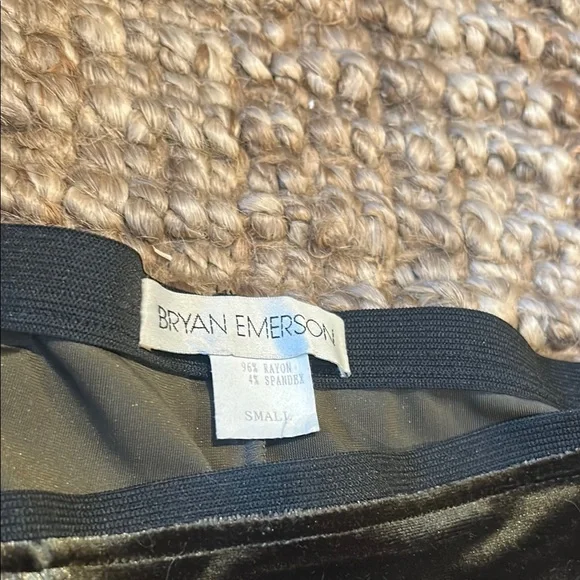 BRYAN EMERSON
96% RAYON
4% SPANDEX
SMALL